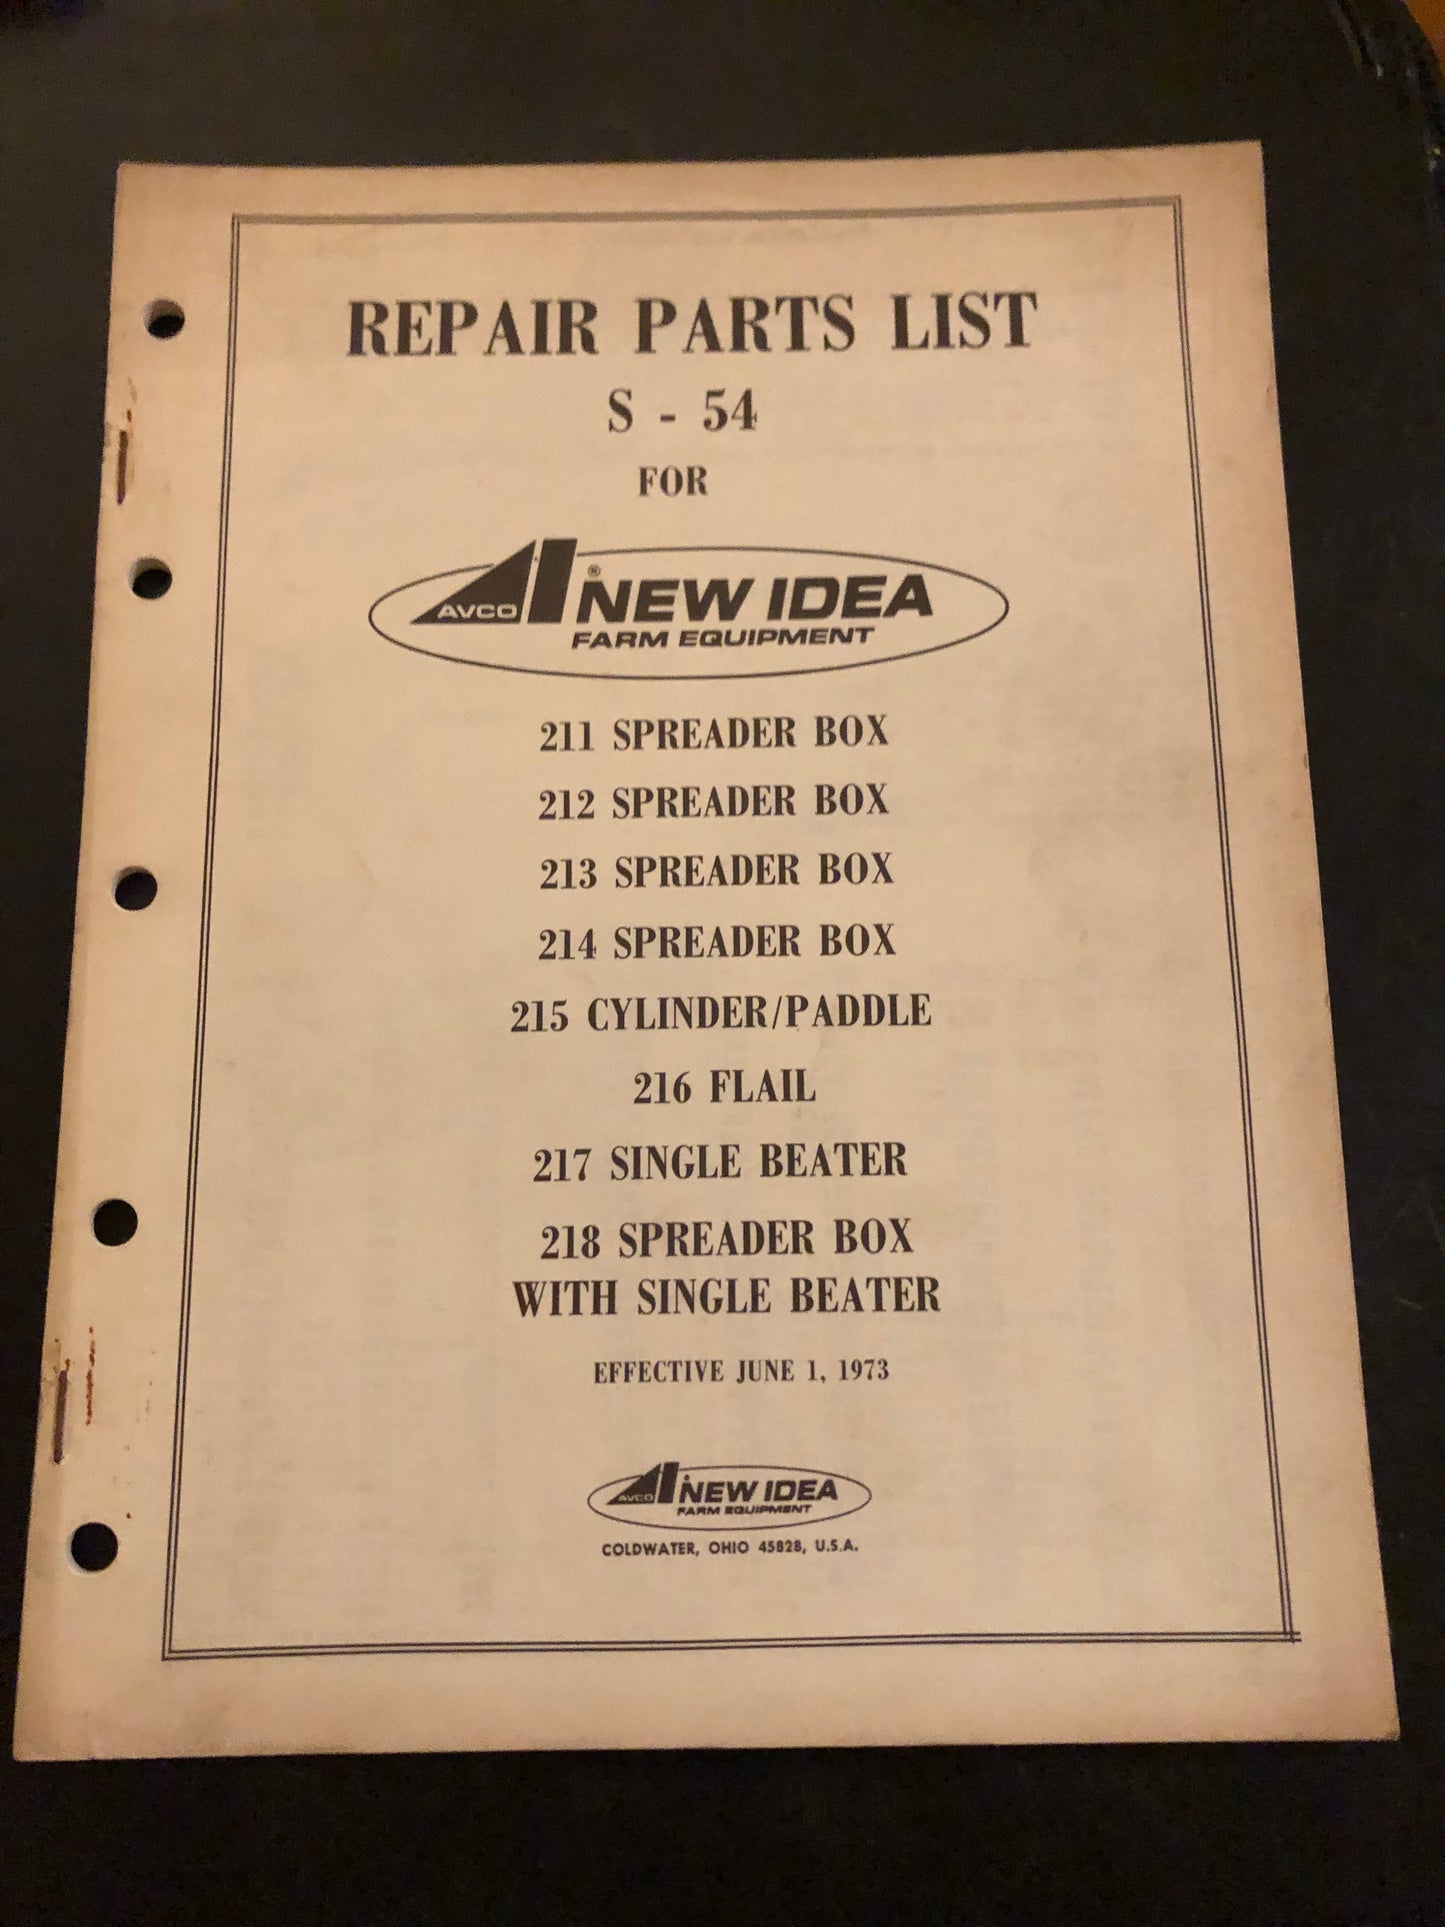 REPAIR PARTS LIST
S - 54
FOR
AVCO ® NEW IDEA
FARM EQUIPMENT
211 SPREADER BOX
212 SPREADER BOX
213 SPREADER BOX
214 SPREADER BOX
215 CYLINDER/PADDLE
216 FLAIL
217 SINGLE BEATER
218 SPREADER BOX
WITH SINGLE BEATER
EFFECTIVE JUNE 1, 1973
AVCO NEW IDEA
FARM EQUIPMENT
COLDWATER, OHIO 45828, U.S.A.